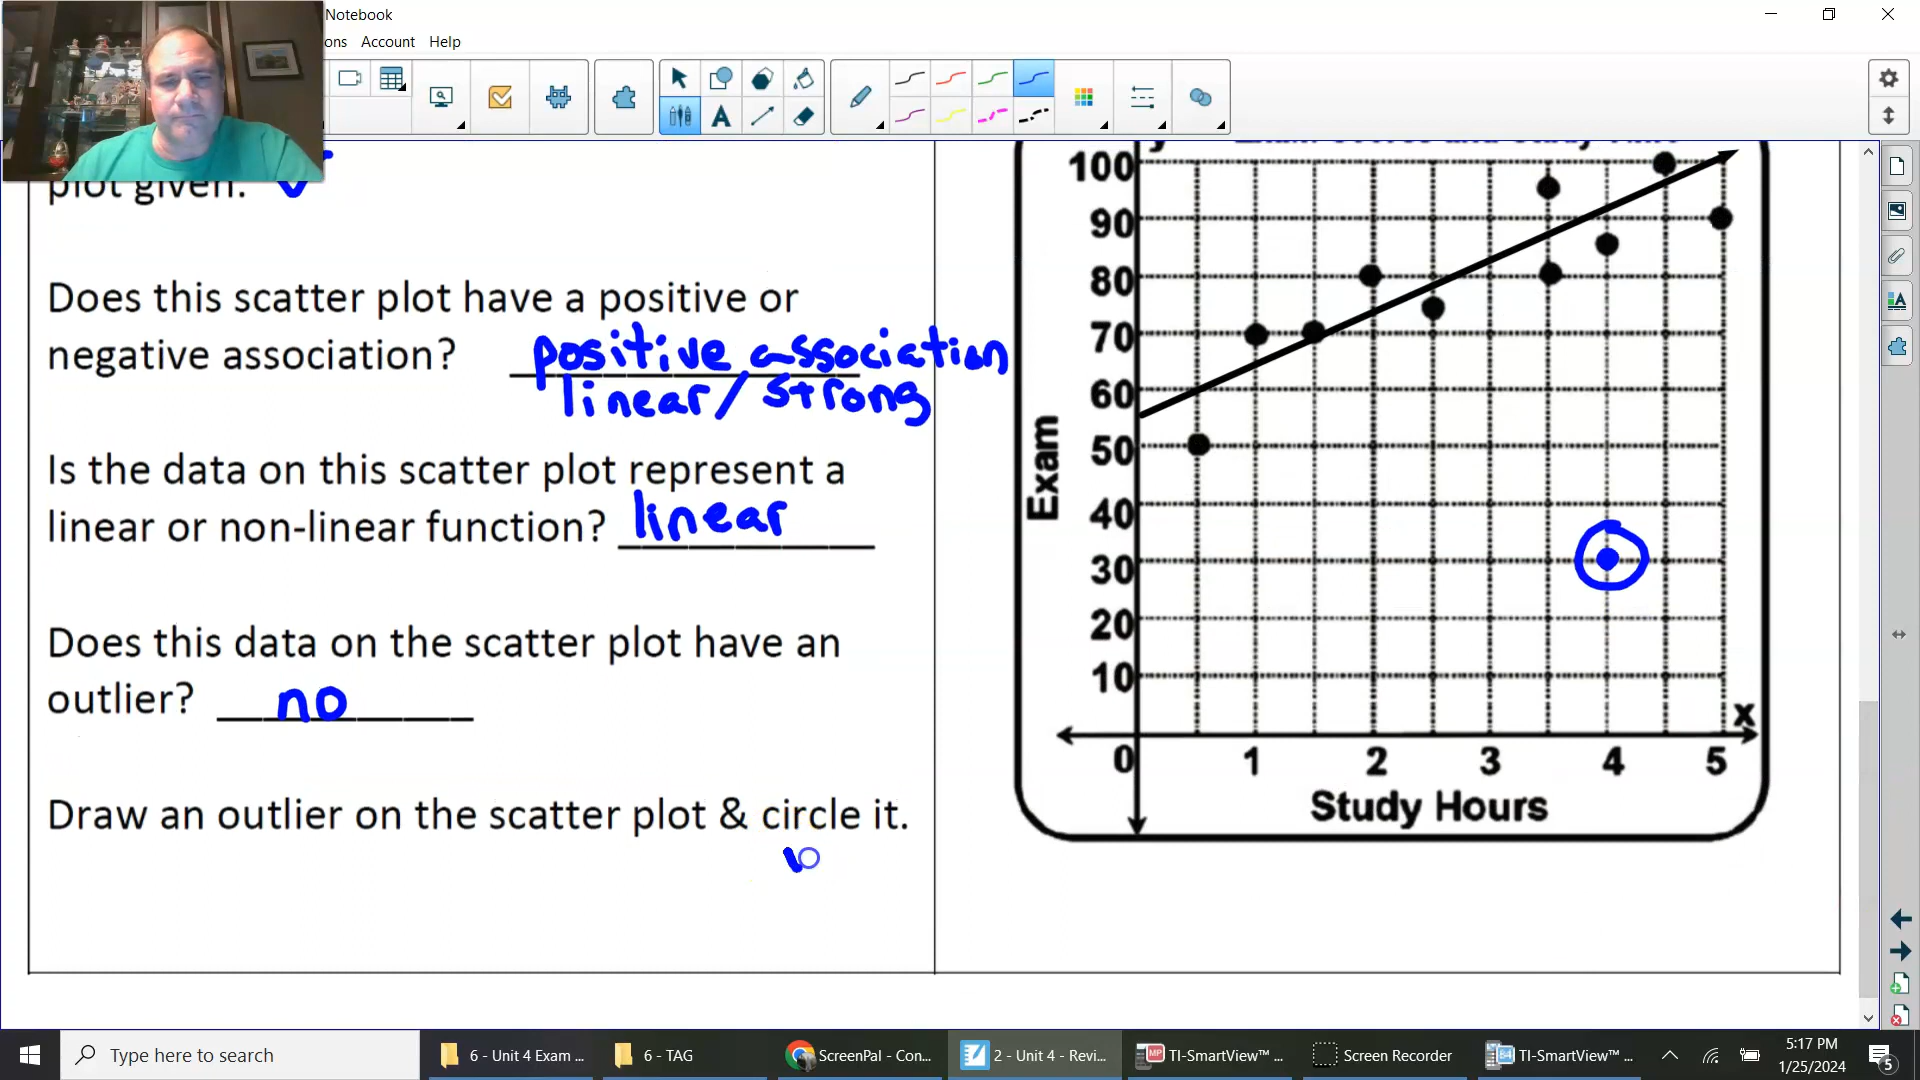 Notebook
ons Account Help
plot given.
Does this scatter plot have a positive or
negative association? positive association
linear/strong
Is the data on this scatter plot represent a
linear or non-linear function? linear
Does this data on the scatter plot have an
outlier? no
Draw an outlier on the scatter plot & circle it.
y
100
90
80
70
60
50
40
30
20
10
0 1 2 3 4 5
x
Exam
Study Hours
Type here to search
6 - Unit 4 Exam ...
6 - TAG
ScreenPal - Con...
2 - Unit 4 - Revi...
TI-SmartView™ ...
Screen Recorder
TI-SmartView™ ...
5:17 PM
1/25/2024
5